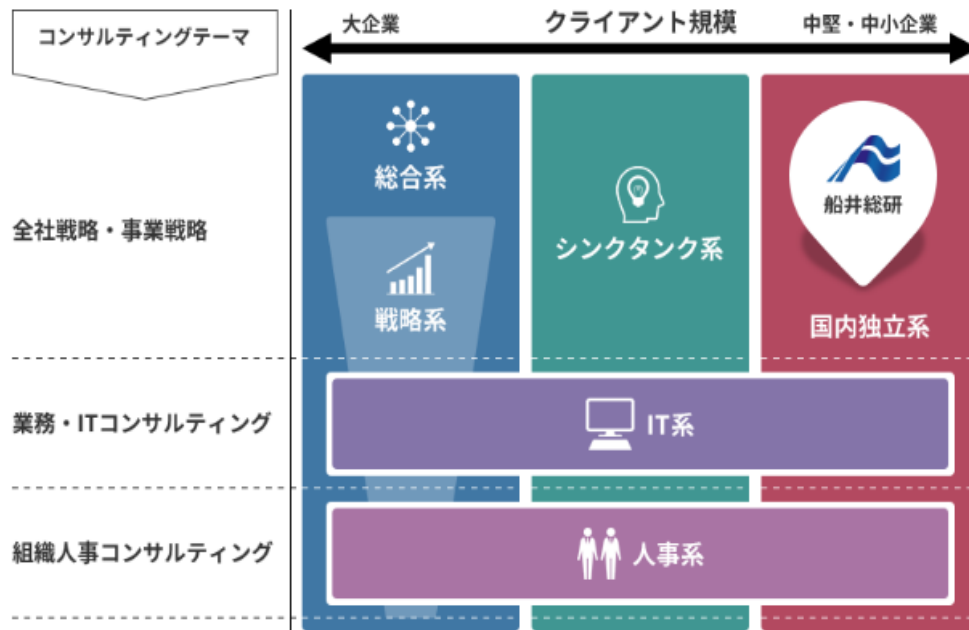 コンサルティングテーマ
大企業
クライアント規模
中堅・中小企業
総合系
戦略系
シンクタンク系
船井総研
国内独立系
全社戦略・事業戦略
業務・ITコンサルティング
IT系
組織人事コンサルティング
人事系